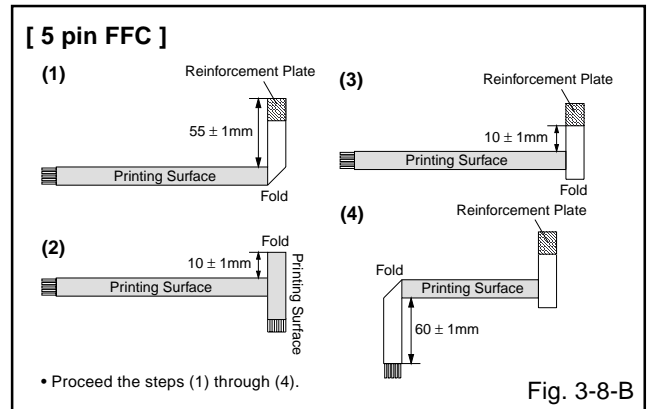 [ 5 pin FFC ]
(1)
Reinforcement Plate
55 ± 1mm
Printing Surface
Fold
(2)
Fold
10 ± 1mm
Printing Surface
Printing Surface
(3)
Reinforcement Plate
10 ± 1mm
Printing Surface
Fold
(4)
Reinforcement Plate
Fold
Printing Surface
60 ± 1mm
• Proceed the steps (1) through (4).
Fig. 3-8-B